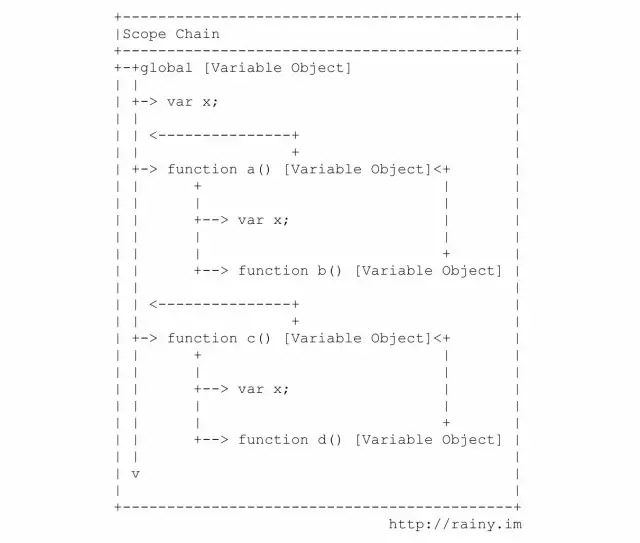 Scope Chain
global [Variable Object]
var x;
function a() [Variable Object]
var x;
function b() [Variable Object]
function c() [Variable Object]
var x;
function d() [Variable Object]
v
http://rainy.im